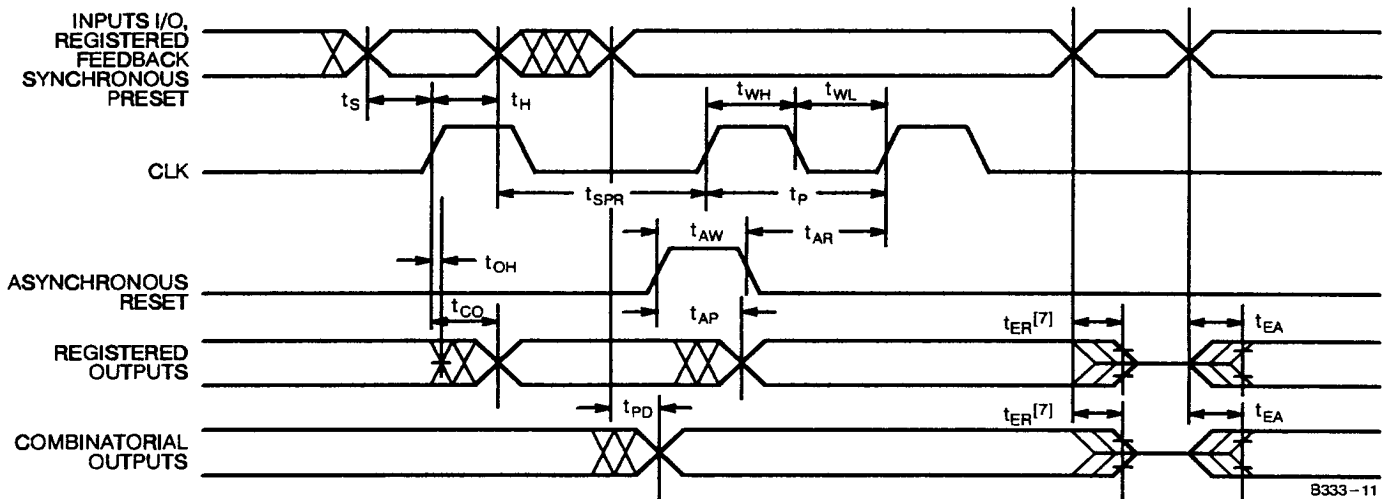 INPUTS I/O,
REGISTERED
FEEDBACK
SYNCHRONOUS
PRESET
tS
tH
tWH
tWL
CLK
tSPR
tP
tAW
tAR
tOH
ASYNCHRONOUS
RESET
tCO
tAP
tER[7]
tEA
REGISTERED
OUTPUTS
tPD
tER[7]
tEA
COMBINATORIAL
OUTPUTS
B333-11